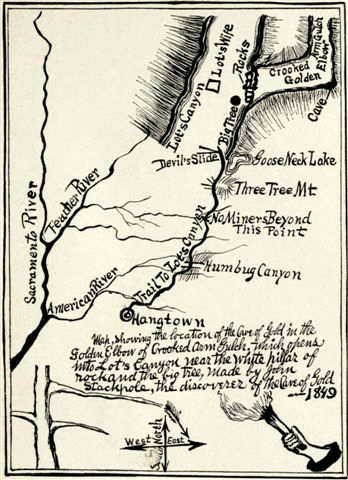 Lot's Wife
Rocks
Arm Gulch
Elbow
Crooked
Golden
Cave
Lot's Canyon
Big Tree
Devil's Slide
Goose Neck Lake
Three Tree Mt
No Miners Beyond
This Point
Feather River
Sacramento River
Trail To Lot's Canyon
Humbug Canyon
American River
Hangtown
Map, showing the location of the Cave of Gold in the
Golden Elbow of Crooked Arm Gulch, which opens
into Lot's Canyon near the white pillar of
rock and the big tree, made by John
Stackpole, the discoverer of the Cave of Gold
—1849
North
West
East
South